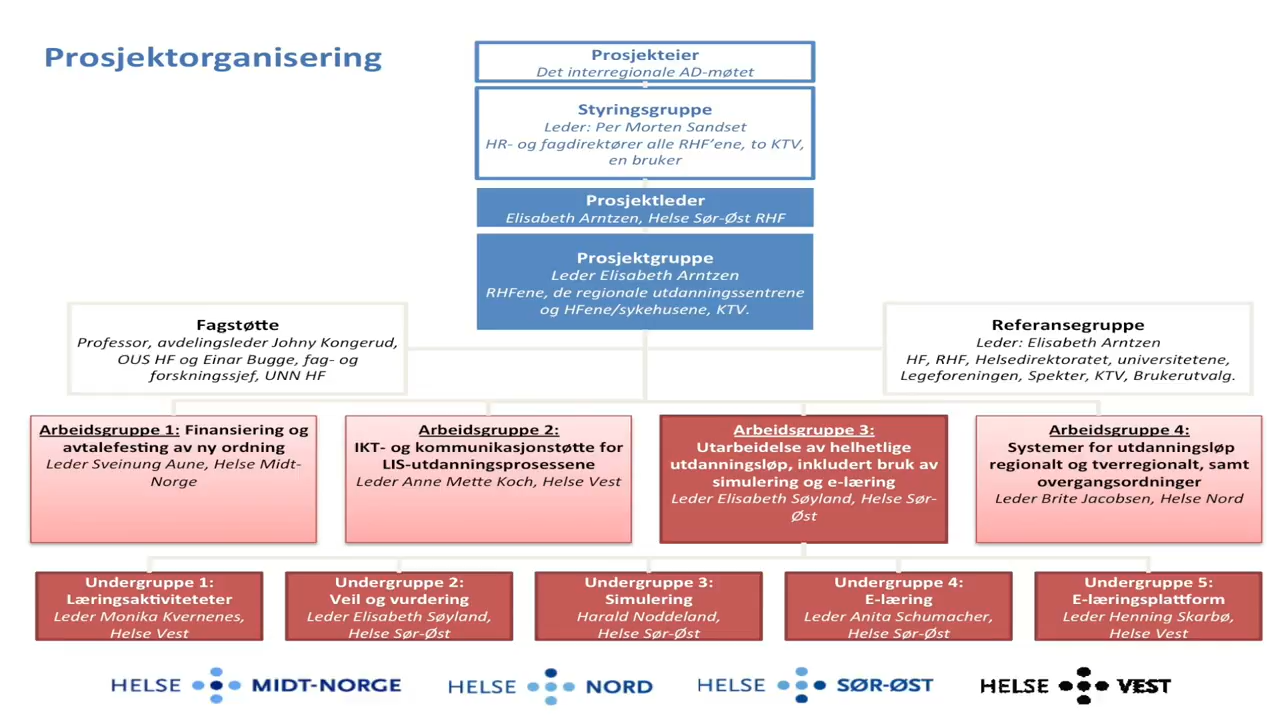 Prosjektorganisering
Prosjekteier
Det interregionale AD-møtet
Styringsgruppe
Leder: Per Morten Sandset
HR- og fagdirektører alle RHF'ene, to KTV,
en bruker
Prosjektleder
Elisabeth Arntzen, Helse Sør-Øst RHF
Prosjektgruppe
Leder Elisabeth Arntzen
RHFene, de regionale utdanningssentrene
og HFene/sykehusene, KTV.
Fagstøtte
Professor, avdelingsleder Johny Kongerud,
OUS HF og Einar Bugge, fag- og
forskningssjef, UNN HF
Referansegruppe
Leder: Elisabeth Arntzen
HF, RHF, Helsedirektoratet, universitetene,
Legeforeningen, Spekter, KTV, Brukerutvalg.
Arbeidsgruppe 1: Finansiering og
avtalefesting av ny ordning
Leder Sveinung Aune, Helse Midt-
Norge
Arbeidsgruppe 2:
IKT- og kommunikasjonstøtte for
LIS-utdanningsprosessene
Leder Anne Mette Koch, Helse Vest
Arbeidsgruppe 3:
Utarbeidelse av helhetlige
utdanningsløp, inkludert bruk av
simulering og e-læring
Leder Elisabeth Søyland, Helse Sør-
Øst
Arbeidsgruppe 4:
Systemer for utdanningsløp
regionalt og tverregionalt, samt
overgangsordninger
Leder Brite Jacobsen, Helse Nord
Undergruppe 1:
Læringsaktiviteteter
Leder Monika Kvernenes,
Helse Vest
Undergruppe 2:
Veil og vurdering
Leder Elisabeth Søyland,
Helse Sør-Øst
Undergruppe 3:
Simulering
Harald Noddeland,
Helse Sør-Øst
Undergruppe 4:
E-læring
Leder Anita Schumacher,
Helse Sør-Øst
Undergruppe 5:
E-læringsplattform
Leder Henning Skarbø,
Helse Vest
HELSE MIDT-NORGE
HELSE NORD
HELSE SØR-ØST
HELSE VEST